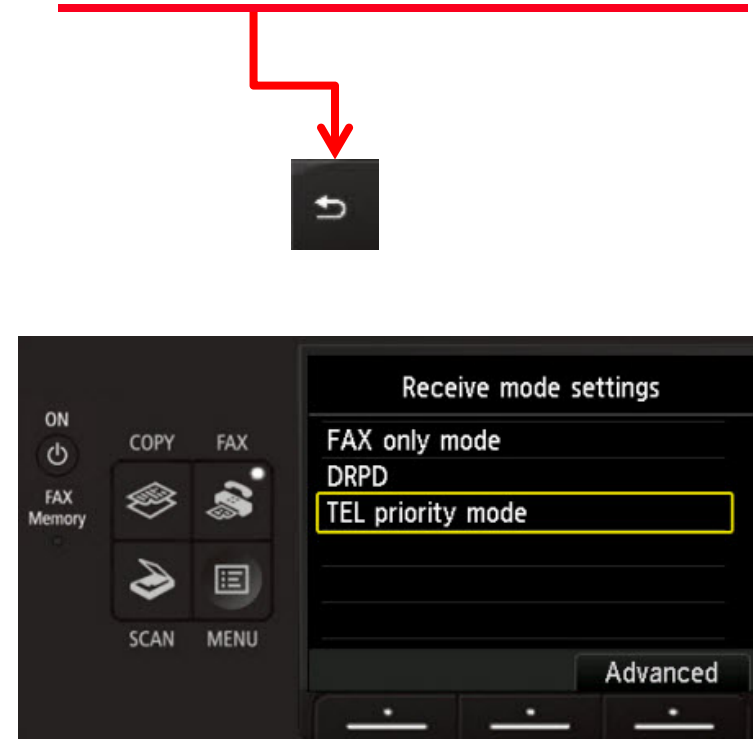 Receive mode settings
ON
COPY FAX
FAX only mode
DRPD
FAX
Memory
TEL priority mode
SCAN MENU
Advanced